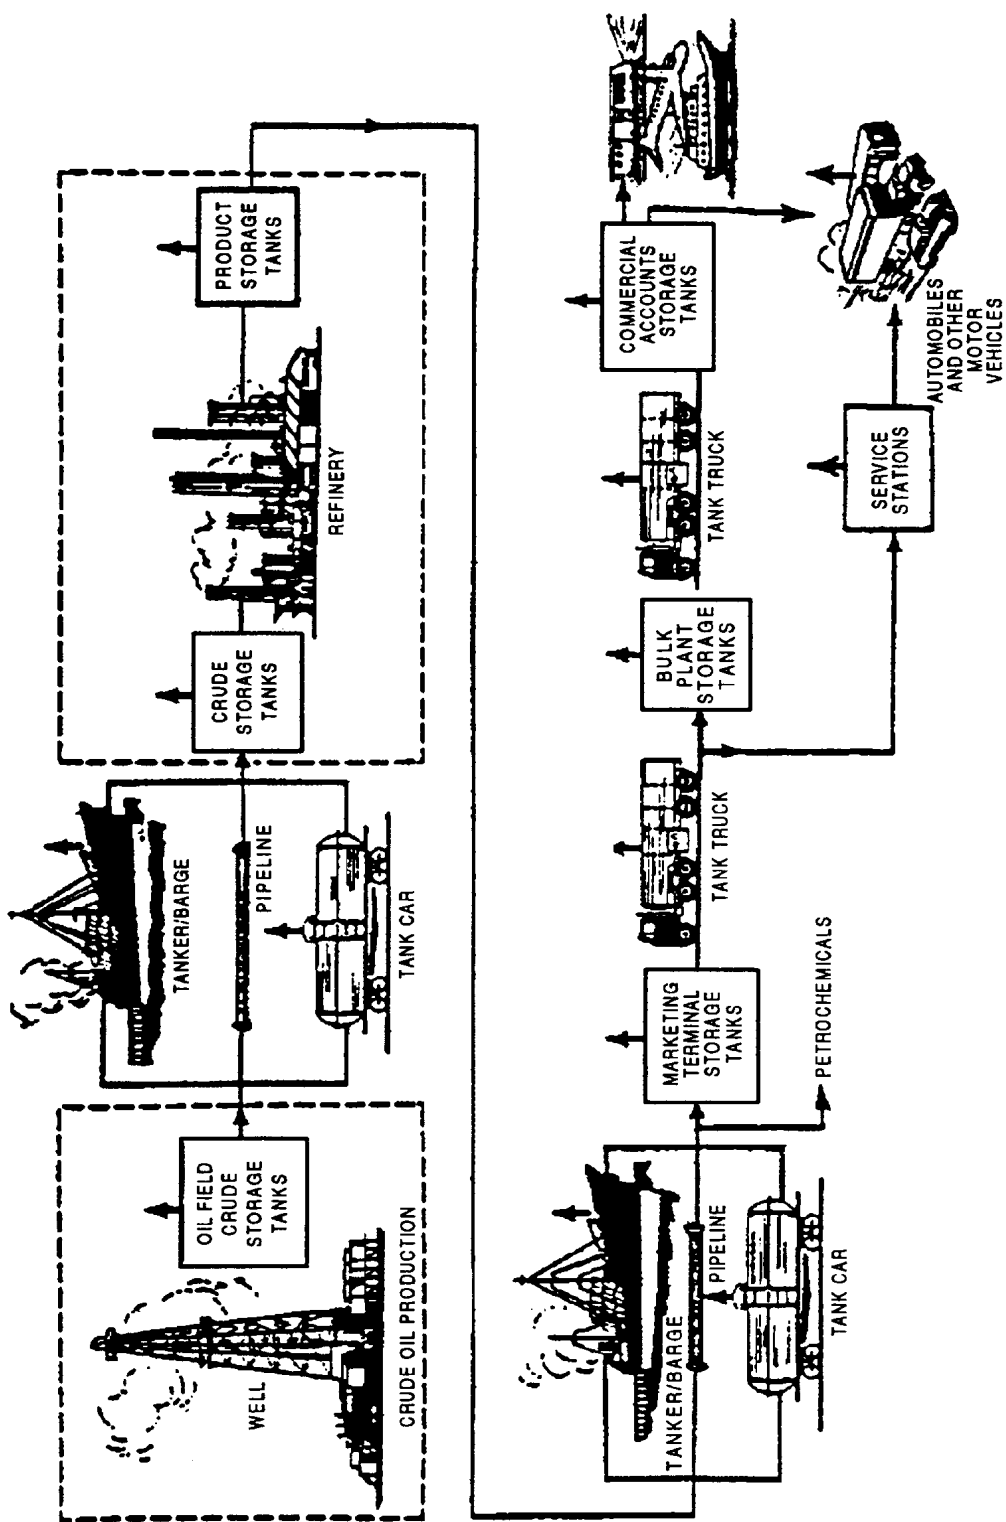 WELL
CRUDE OIL PRODUCTION
OIL FIELD
CRUDE
STORAGE
TANKS
TANKER/BARGE
PIPELINE
TANK CAR
CRUDE
STORAGE
TANKS
REFINERY
PRODUCT
STORAGE
TANKS
TANKER/BARGE
PIPELINE
TANK CAR
PETROCHEMICALS
MARKETING
TERMINAL
STORAGE
TANKS
TANK TRUCK
BULK
PLANT
STORAGE
TANKS
TANK TRUCK
COMMERCIAL
ACCOUNTS
STORAGE
TANKS
SERVICE
STATIONS
AUTOMOBILES
AND OTHER
MOTOR
VEHICLES